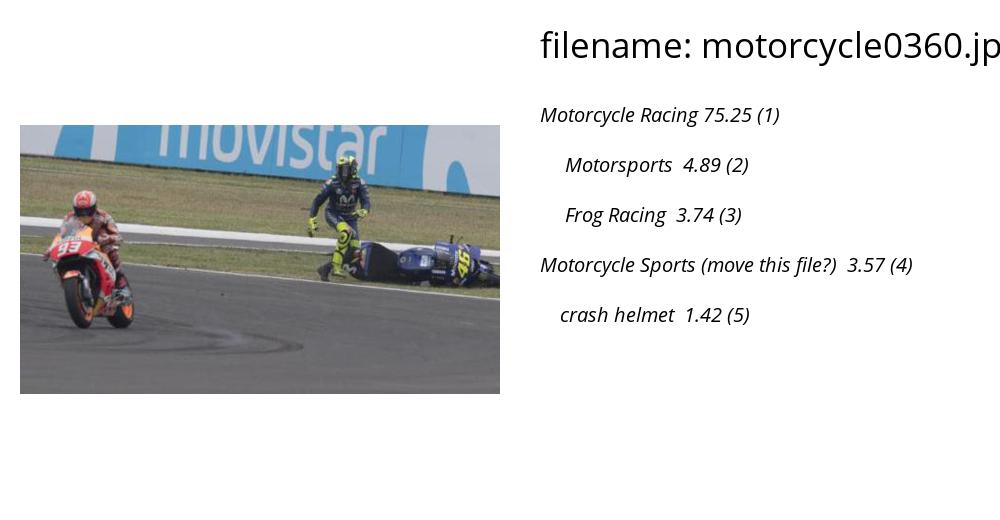 filename: motorcycle0360.jp
Motorcycle Racing 75.25 (1)
Motorsports 4.89 (2)
Frog Racing 3.74 (3)
Motorcycle Sports (move this file?) 3.57 (4)
crash helmet 1.42 (5)
movistar
93
46